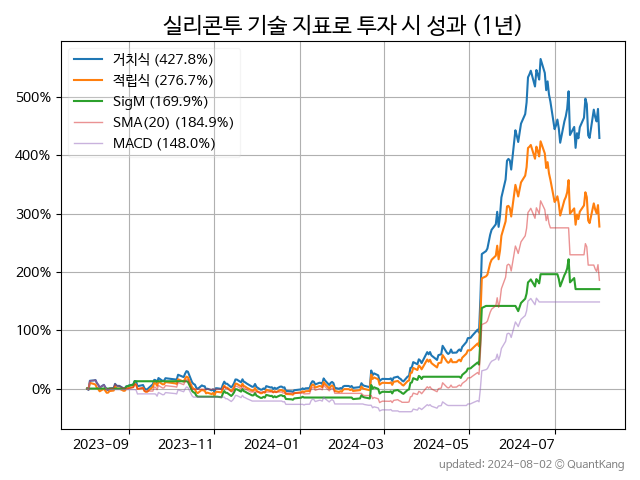 실리콘투 기술 지표로 투자 시 성과 (1년)
거치식 (427.8%)
적립식 (276.7%)
SigM (169.9%)
SMA(20) (184.9%)
MACD (148.0%)
500%
400%
300%
200%
100%
0%
2023-09 2023-11 2024-01 2024-03 2024-05 2024-07
updated: 2024-08-02 © QuantKang